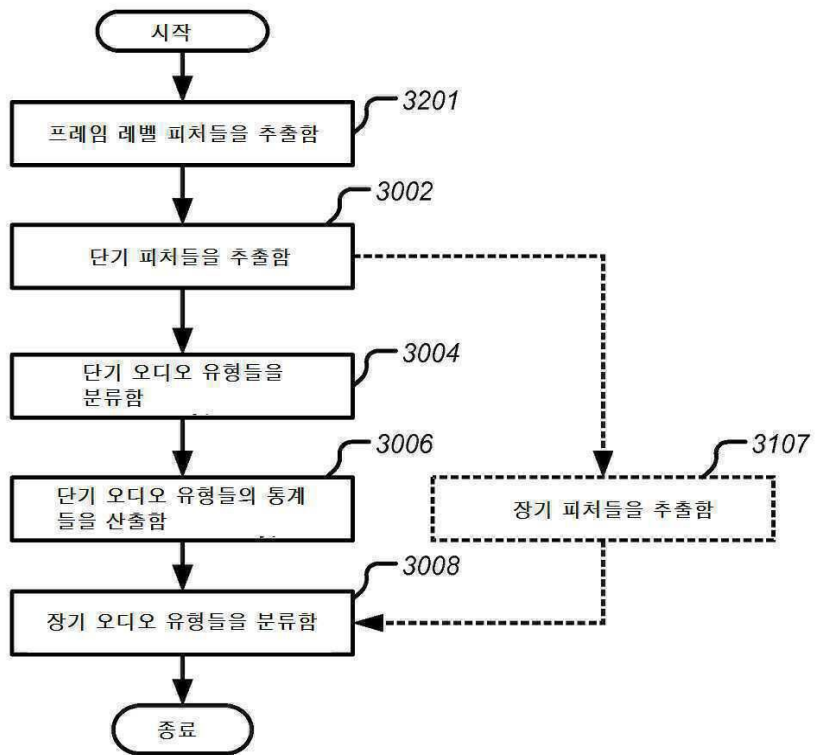 시작
3201
프레임 레벨 피처들을 추출함
3002
단기 피처들을 추출함
3004
단기 오디오 유형들을
분류함
3006
단기 오디오 유형들의 통계
들을 산출함
3107
장기 피처들을 추출함
3008
장기 오디오 유형들을 분류함
종료